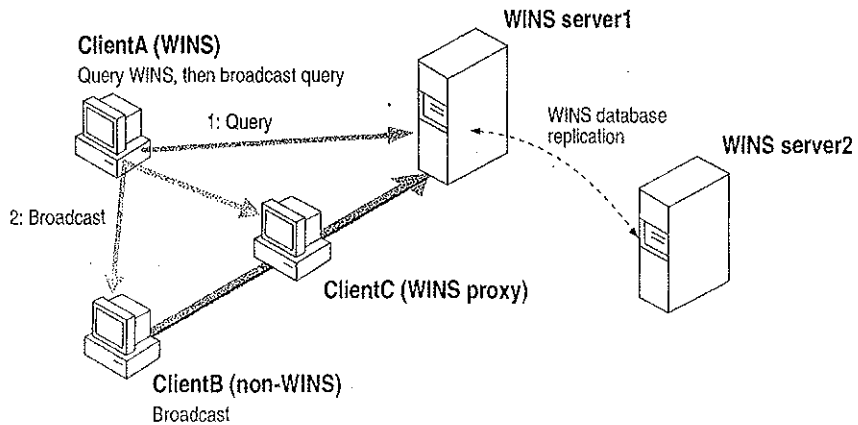 WINS server1
ClientA (WINS)
Query WINS, then broadcast query
1: Query
WINS database
replication
WINS server2
2: Broadcast
ClientC (WINS proxy)
ClientB (non-WINS)
Broadcast